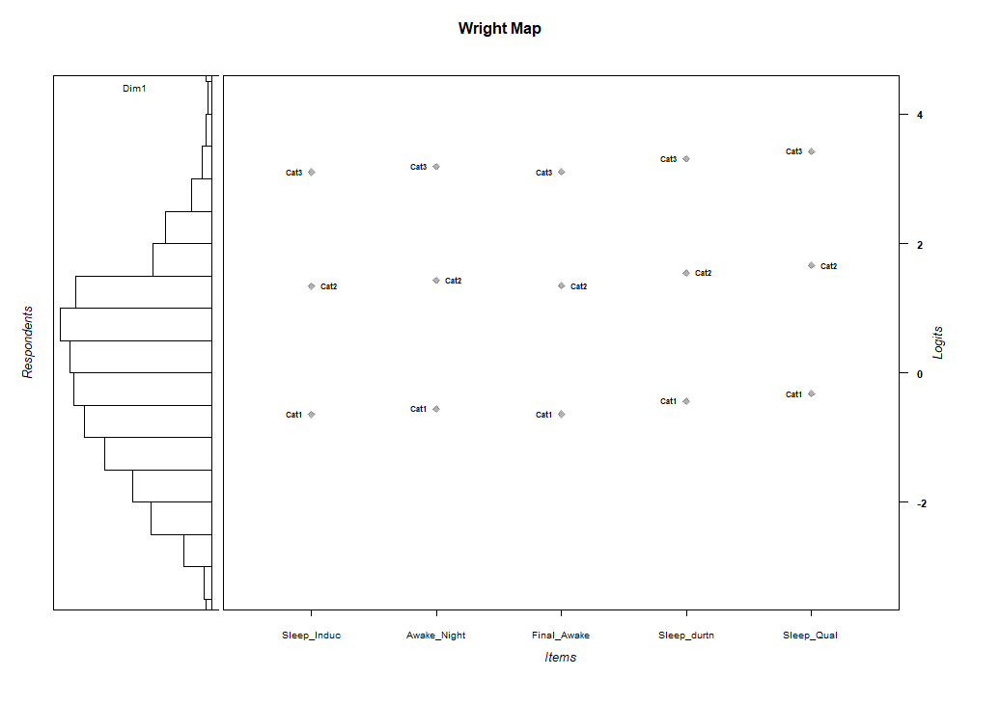 Wright Map
Dim1
Respondents
Cat3 Cat3 Cat3 Cat3 Cat3
Cat2 Cat2 Cat2 Cat2 Cat2
Cat1 Cat1 Cat1 Cat1 Cat1
4
2
0
-2
Logits
Sleep_Induc Awake_Night Final_Awake Sleep_durtn Sleep_Qual
Items